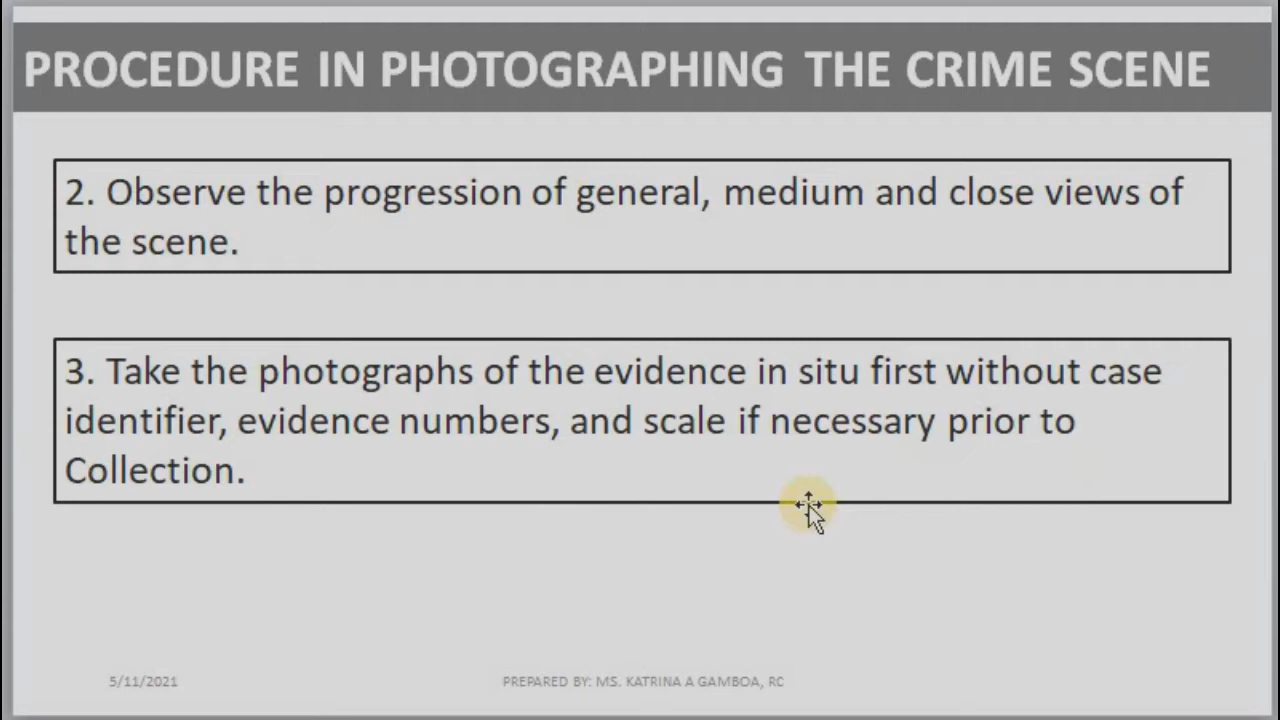 PROCEDURE IN PHOTOGRAPHING THE CRIME SCENE
2. Observe the progression of general, medium and close views of
the scene.
3. Take the photographs of the evidence in situ first without case
identifier, evidence numbers, and scale if necessary prior to
Collection.
5/11/2021
PREPARED BY: MS. KATRINA A GAMBOA, RC